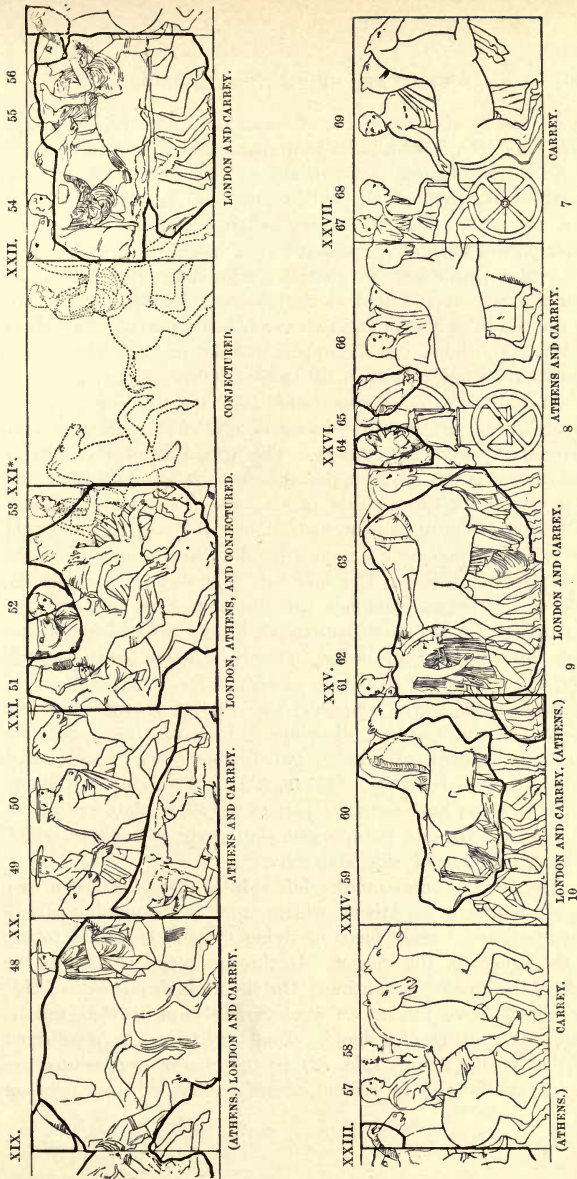 XIX. 48 XX. 49 50 XXI. 51 52 53 XXI*. XXII. 54 55 56
(ATHENS.) LONDON AND CARREY. ATHENS AND CARREY. LONDON, ATHENS, AND CONJECTURED. CONJECTURED. LONDON AND CARREY.
XXIII. 57 58 XXIV. 59 60 XXV. 61 62 63 XXVI. 64 65 66 XXVII. 67 68 69
(ATHENS.) CARREY. LONDON AND CARREY. (ATHENS.) LONDON AND CARREY. ATHENS AND CARREY. CARREY.
10 9 8 7